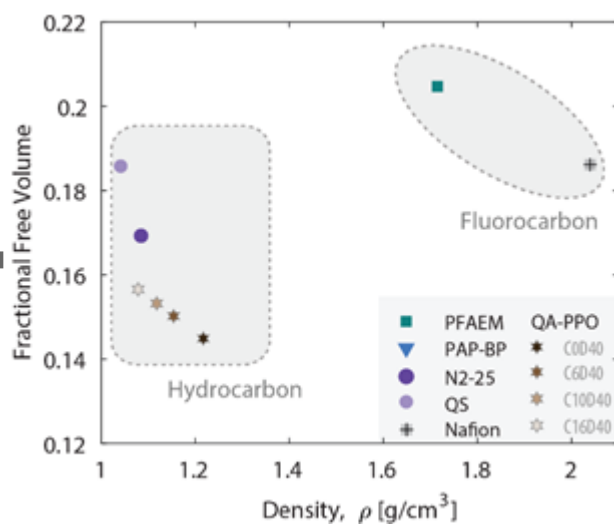 0.22
0.2
0.18
0.16
0.14
0.12
Fractional Free Volume
Fluorocarbon
Hydrocarbon
PFAEM
PAP-BP
N2-25
QS
Nafion
QA-PPO
C0D40
C6D40
C10D40
C16D40
1 1.2 1.4 1.6 1.8 2
Density, ρ [g/cm³]